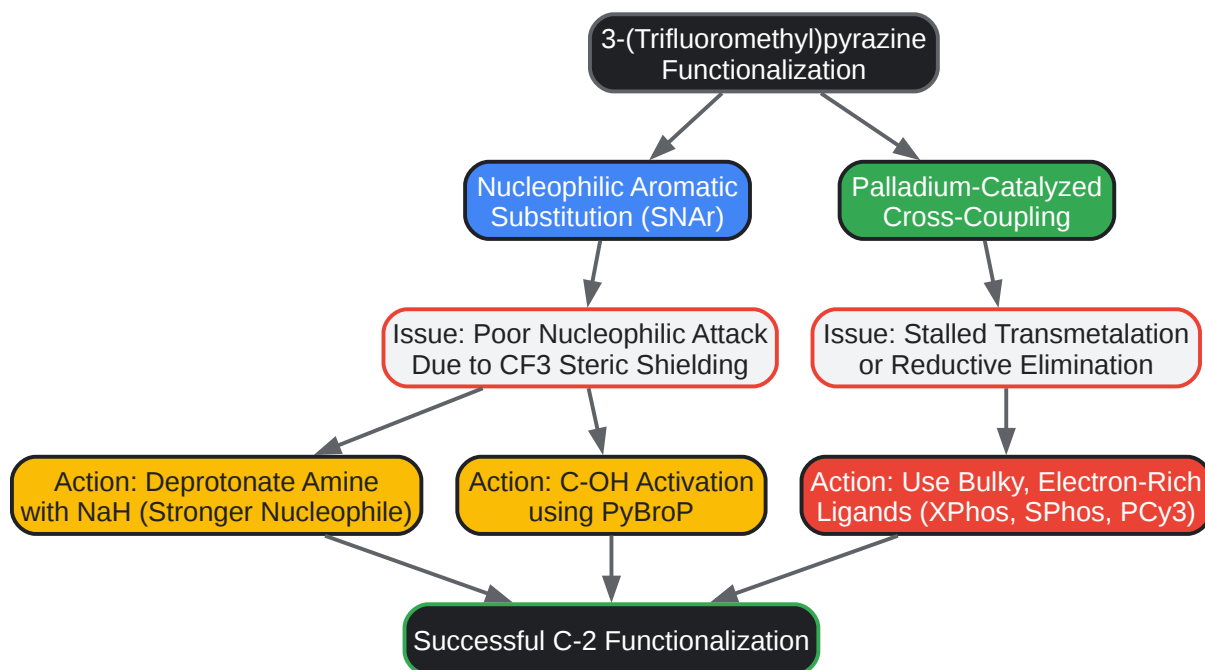 3-(Trifluoromethyl)pyrazine
Functionalization
Nucleophilic Aromatic
Substitution (SNAr)
Palladium-Catalyzed
Cross-Coupling
Issue: Poor Nucleophilic Attack
Due to CF3 Steric Shielding
Issue: Stalled Transmetalation
or Reductive Elimination
Action: Deprotonate Amine
with NaH (Stronger Nucleophile)
Action: C-OH Activation
using PyBroP
Action: Use Bulky, Electron-Rich
Ligands (XPhos, SPhos, PCy3)
Successful C-2 Functionalization